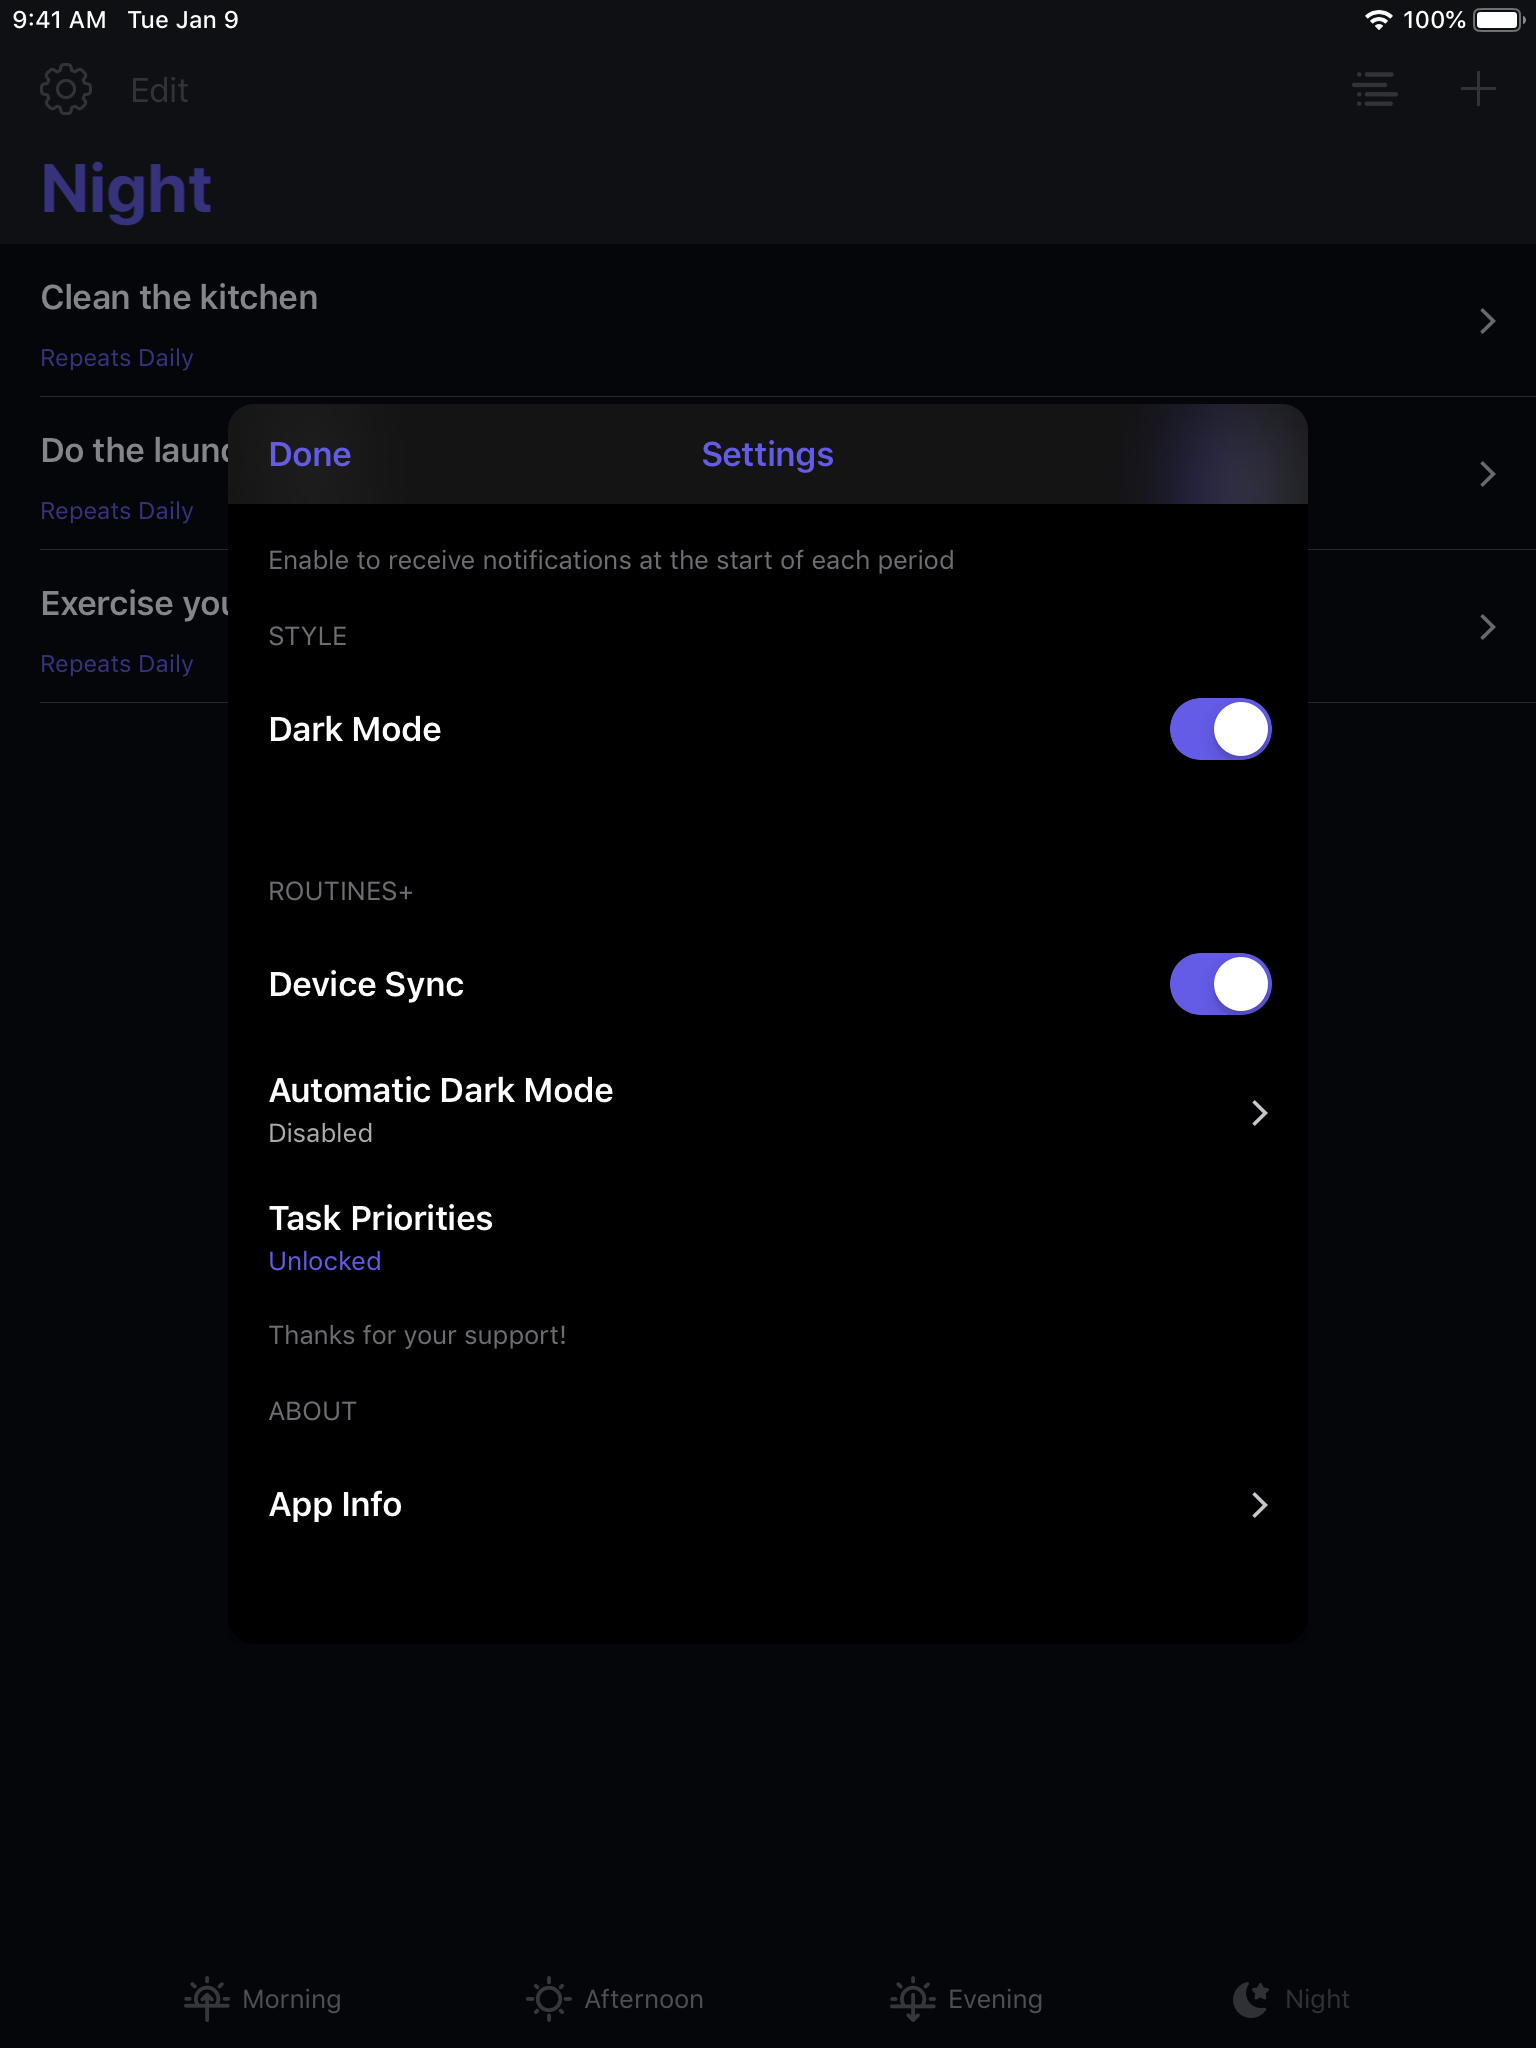 9:41 AM Tue Jan 9 100%
Edit
Night
Clean the kitchen
Repeats Daily
Do the laun
Repeats Daily
Exercise you
Repeats Daily
Done Settings
Enable to receive notifications at the start of each period
STYLE
Dark Mode
ROUTINES+
Device Sync
Automatic Dark Mode
Disabled
Task Priorities
Unlocked
Thanks for your support!
ABOUT
App Info
Morning Afternoon Evening Night